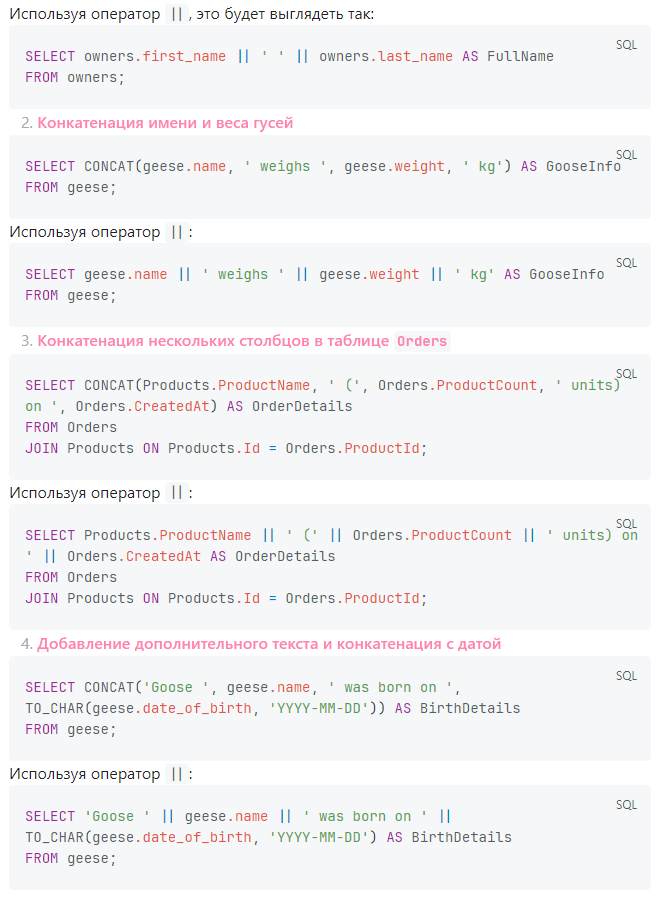 Используя оператор ||, это будет выглядеть так:
SQL
SELECT owners.first_name || ' ' || owners.last_name AS FullName
FROM owners;
2. Конкатенация имени и веса гусей
SQL
SELECT CONCAT(geese.name, ' weighs ', geese.weight, ' kg') AS GooseInfo
FROM geese;
Используя оператор ||:
SQL
SELECT geese.name || ' weighs ' || geese.weight || ' kg' AS GooseInfo
FROM geese;
3. Конкатенация нескольких столбцов в таблице Orders
SQL
SELECT CONCAT(Products.ProductName, ' (', Orders.ProductCount, ' units)
on ', Orders.CreatedAt) AS OrderDetails
FROM Orders
JOIN Products ON Products.Id = Orders.ProductId;
Используя оператор ||:
SQL
SELECT Products.ProductName || ' (' || Orders.ProductCount || ' units) on
' || Orders.CreatedAt AS OrderDetails
FROM Orders
JOIN Products ON Products.Id = Orders.ProductId;
4. Добавление дополнительного текста и конкатенация с датой
SQL
SELECT CONCAT('Goose ', geese.name, ' was born on ',
TO_CHAR(geese.date_of_birth, 'YYYY-MM-DD')) AS BirthDetails
FROM geese;
Используя оператор ||:
SQL
SELECT 'Goose ' || geese.name || ' was born on ' ||
TO_CHAR(geese.date_of_birth, 'YYYY-MM-DD') AS BirthDetails
FROM geese;